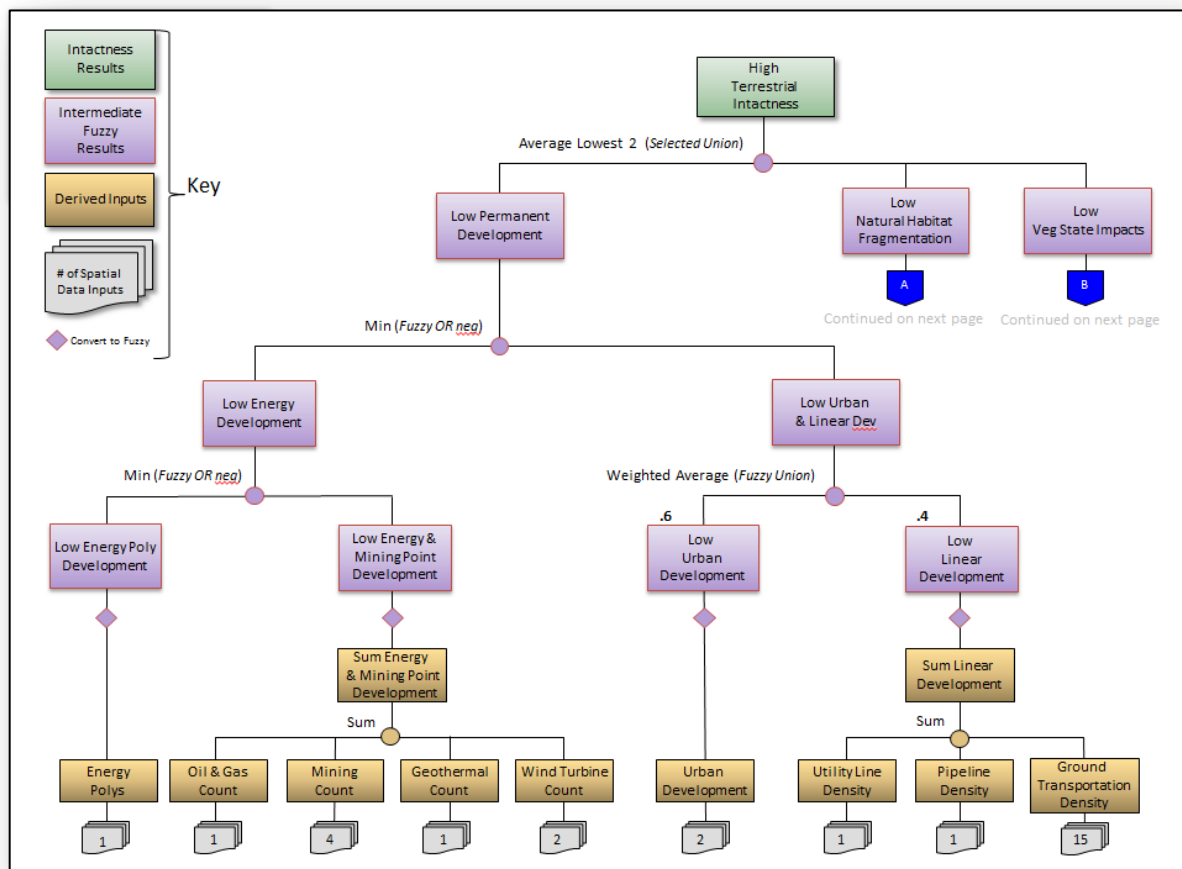 Intactness
Results
Intermediate
Fuzzy
Results
Derived Inputs
# of Spatial
Data Inputs
Convert to Fuzzy
Key
High
Terrestrial
Intactness
Average Lowest 2 (Selected Union)
Low Permanent
Development
Low
Natural Habitat
Fragmentation
Low
Veg State Impacts
A
B
Continued on next page
Continued on next page
Min (Fuzzy OR neg)
Low Energy
Development
Low Urban
& Linear Dev
Min (Fuzzy OR neg)
Weighted Average (Fuzzy Union)
.6
.4
Low Energy Poly
Development
Low Energy &
Mining Point
Development
Low
Urban
Development
Low
Linear
Development
Sum Energy
& Mining Point
Development
Sum Linear
Development
Sum
Sum
Energy
Polys
Oil & Gas
Count
Mining
Count
Geothermal
Count
Wind Turbine
Count
Urban
Development
Utility Line
Density
Pipeline
Density
Ground
Transportation
Density
1
1
4
1
2
2
1
1
15